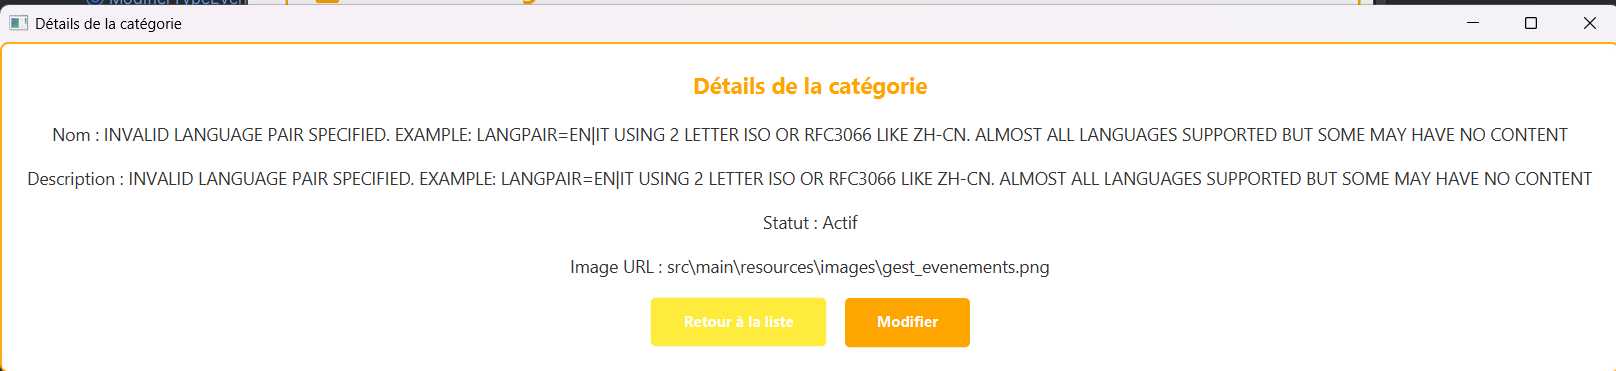 Détails de la catégorie
Détails de la catégorie
Nom : INVALID LANGUAGE PAIR SPECIFIED. EXAMPLE: LANGPAIR=EN|IT USING 2 LETTER ISO OR RFC3066 LIKE ZH-CN. ALMOST ALL LANGUAGES SUPPORTED BUT SOME MAY HAVE NO CONTENT
Description : INVALID LANGUAGE PAIR SPECIFIED. EXAMPLE: LANGPAIR=EN|IT USING 2 LETTER ISO OR RFC3066 LIKE ZH-CN. ALMOST ALL LANGUAGES SUPPORTED BUT SOME MAY HAVE NO CONTENT
Statut : Actif
Image URL : src\main\resources\images\gest_evenements.png
Retour à la liste Modifier